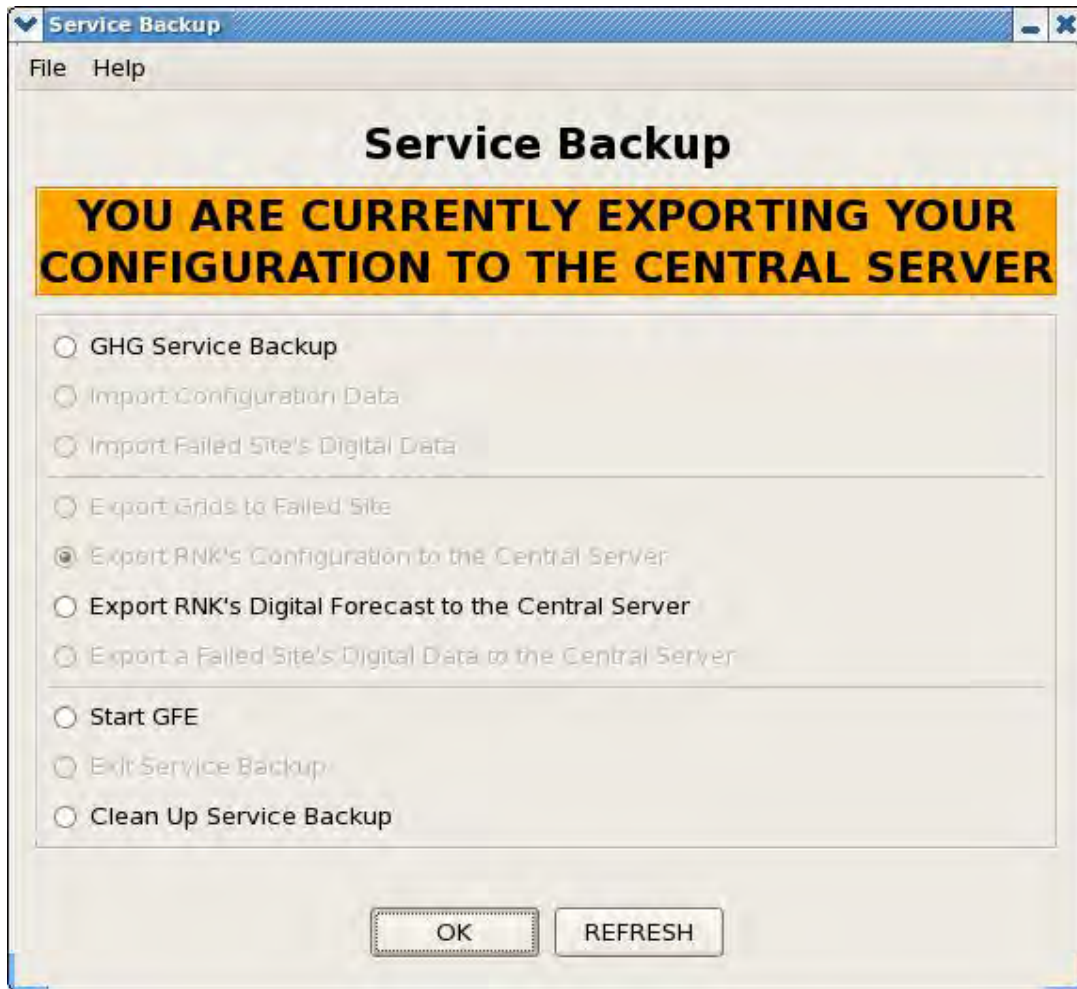 Service Backup
File Help
Service Backup
YOU ARE CURRENTLY EXPORTING YOUR
CONFIGURATION TO THE CENTRAL SERVER
GHG Service Backup
Import Configuration Data
Import Failed Site's Digital Data
Export Grids to Failed Site
Export RNK's Configuration to the Central Server
Export RNK's Digital Forecast to the Central Server
Export a Failed Site's Digital Data to the Central Server
Start GFE
Exit Service Backup
Clean Up Service Backup
OK REFRESH